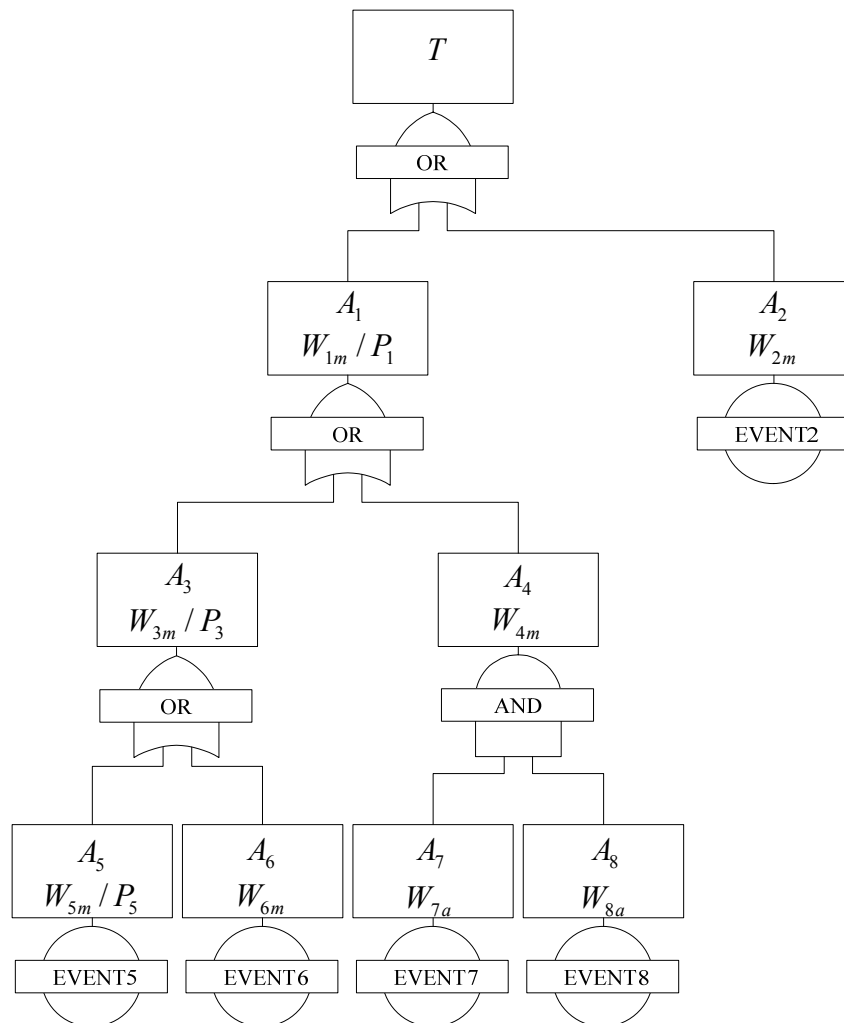 T
OR
A₁
W₁ₘ / P₁
A₂
W₂ₘ
OR
EVENT2
A₃
W₃ₘ / P₃
A₄
W₄ₘ
OR
AND
A₅
W₅ₘ / P₅
A₆
W₆ₘ
A₇
W₇ₐ
A₈
W₈ₐ
EVENT5
EVENT6
EVENT7
EVENT8